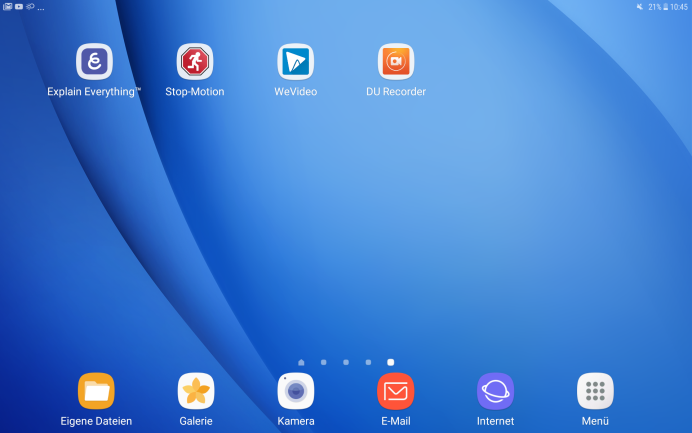 ... 21% 10:45
Explain Everything™ Stop-Motion WeVideo DU Recorder
Eigene Dateien Galerie Kamera E-Mail Internet Menü